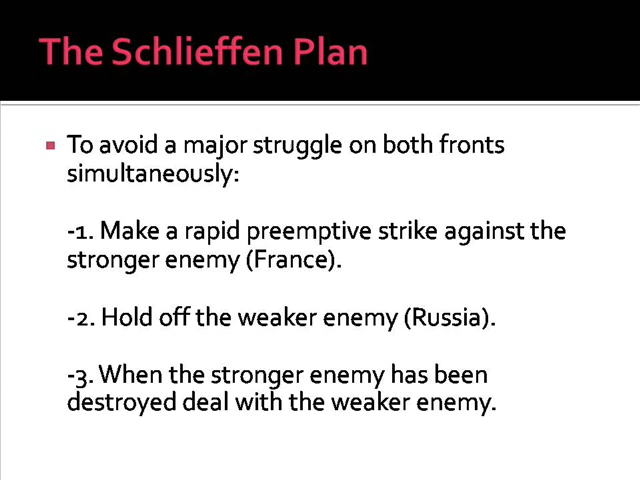 The Schlieffen Plan
To avoid a major struggle on both fronts
simultaneously:
-1. Make a rapid preemptive strike against the
stronger enemy (France).
-2. Hold off the weaker enemy (Russia).
-3. When the stronger enemy has been
destroyed deal with the weaker enemy.